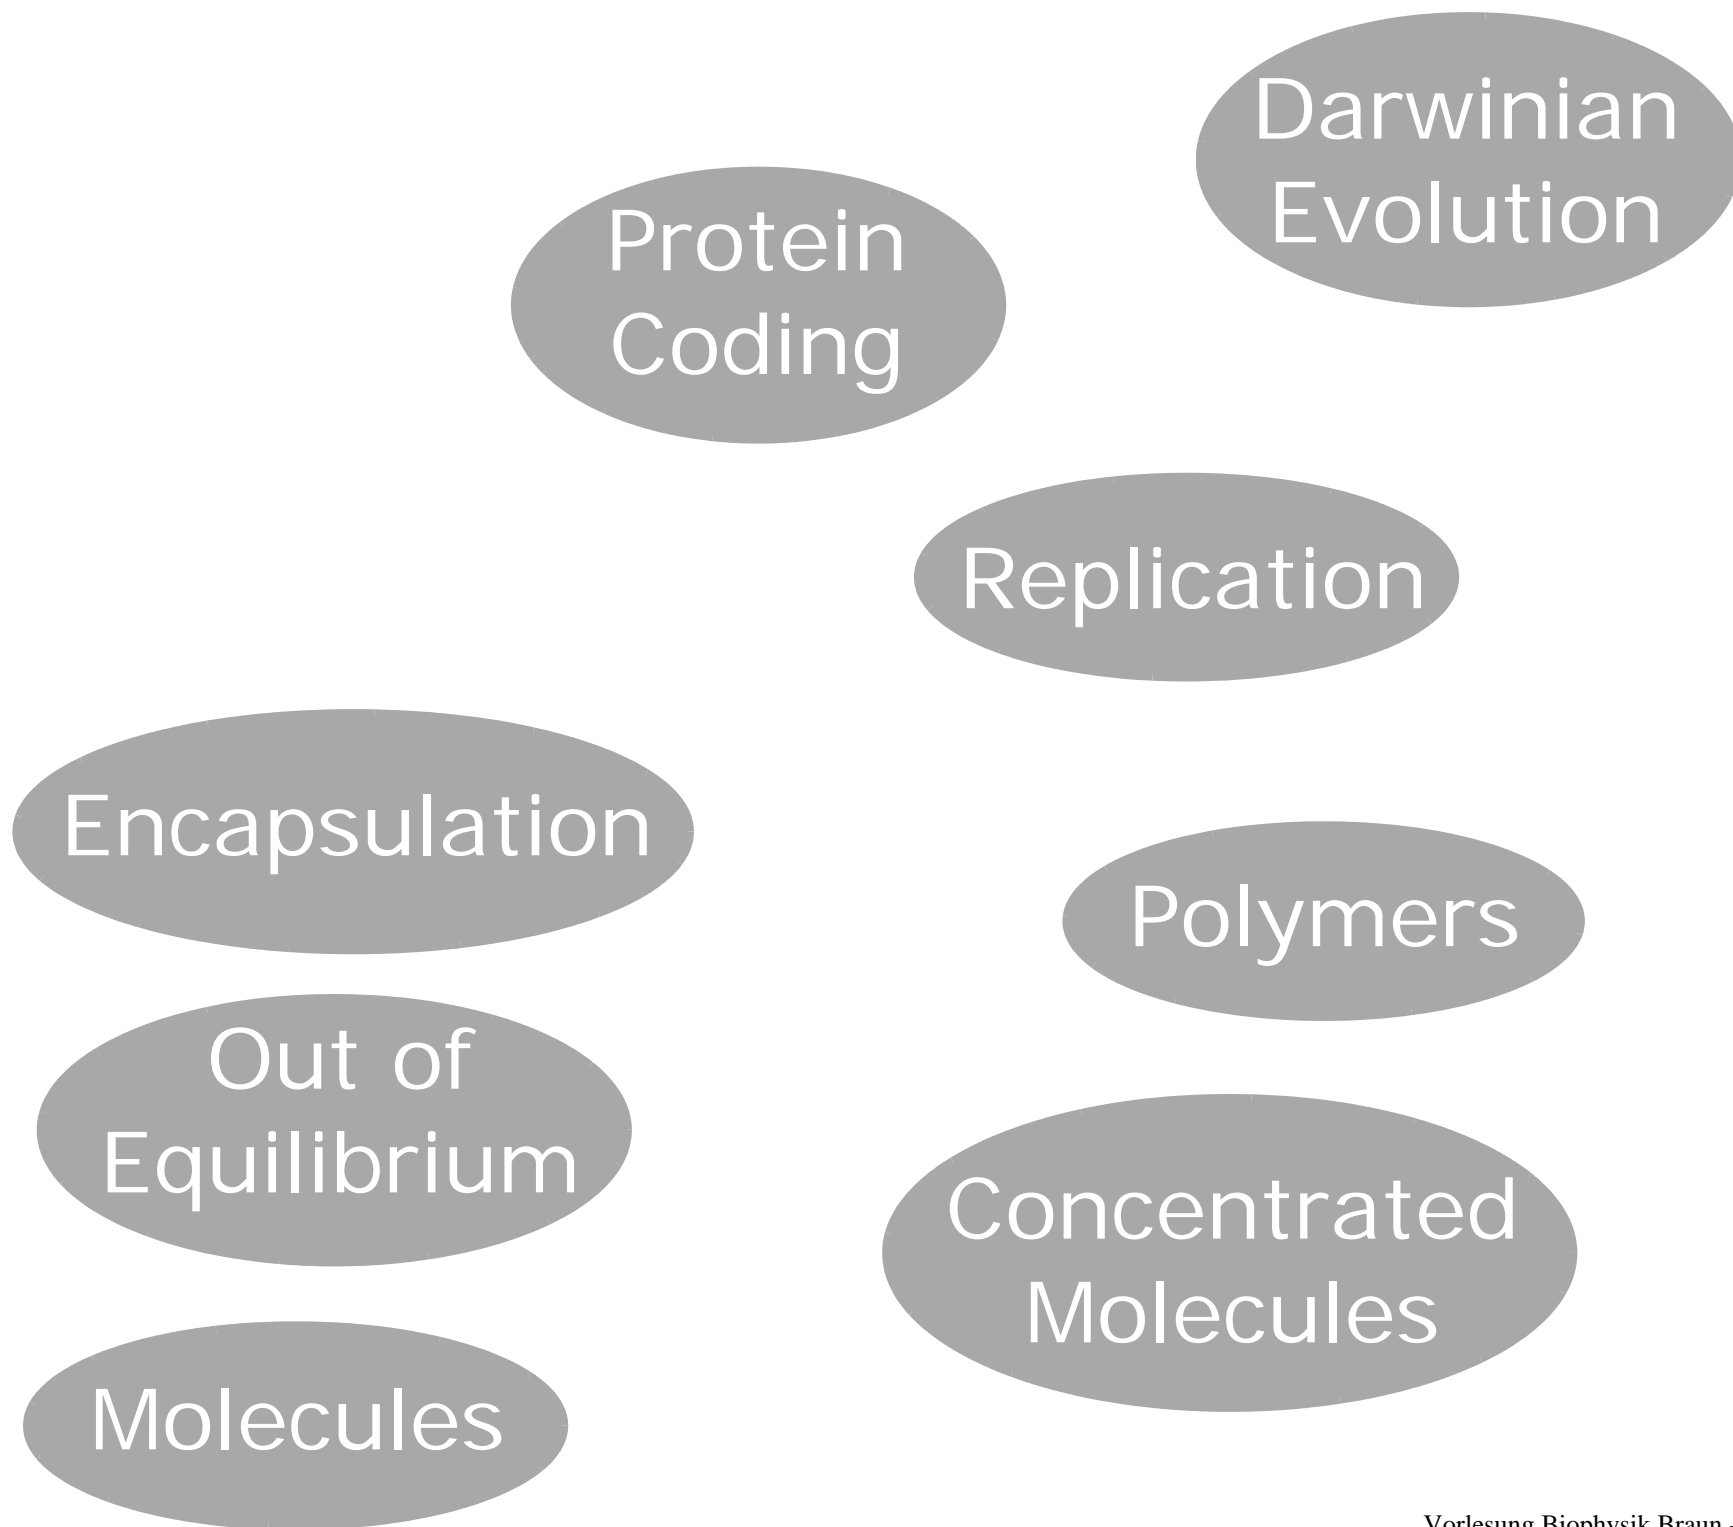 Darwinian
Evolution
Protein
Coding
Replication
Encapsulation
Polymers
Out of
Equilibrium
Concentrated
Molecules
Molecules
Vorlesung Biophysik Braun